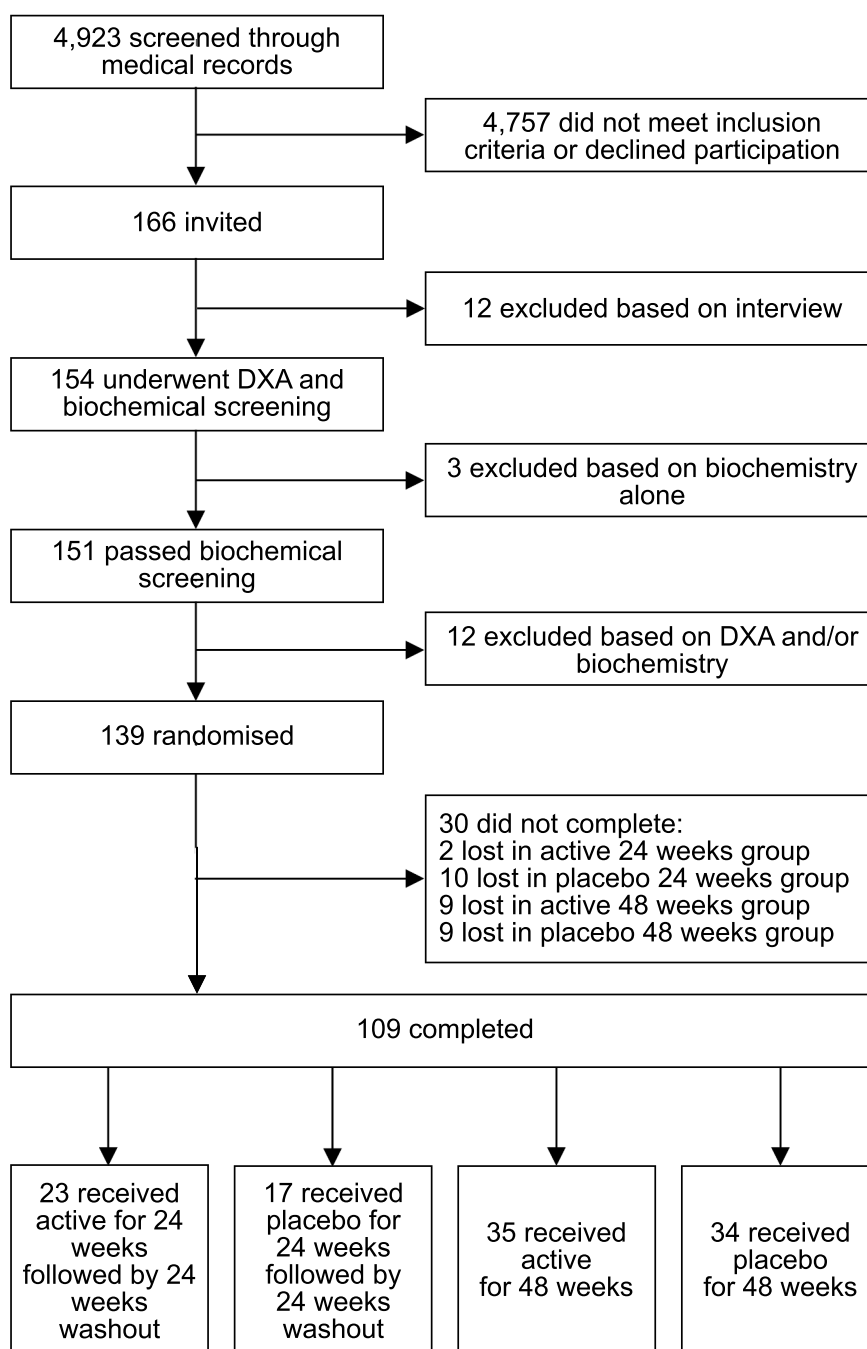 4,923 screened through
medical records
4,757 did not meet inclusion
criteria or declined participation
166 invited
12 excluded based on interview
154 underwent DXA and
biochemical screening
3 excluded based on biochemistry
alone
151 passed biochemical
screening
12 excluded based on DXA and/or
biochemistry
139 randomised
30 did not complete:
2 lost in active 24 weeks group
10 lost in placebo 24 weeks group
9 lost in active 48 weeks group
9 lost in placebo 48 weeks group
109 completed
23 received
active for 24
weeks
followed by 24
weeks
washout
17 received
placebo for
24 weeks
followed by
24 weeks
washout
35 received
active
for 48 weeks
34 received
placebo
for 48 weeks